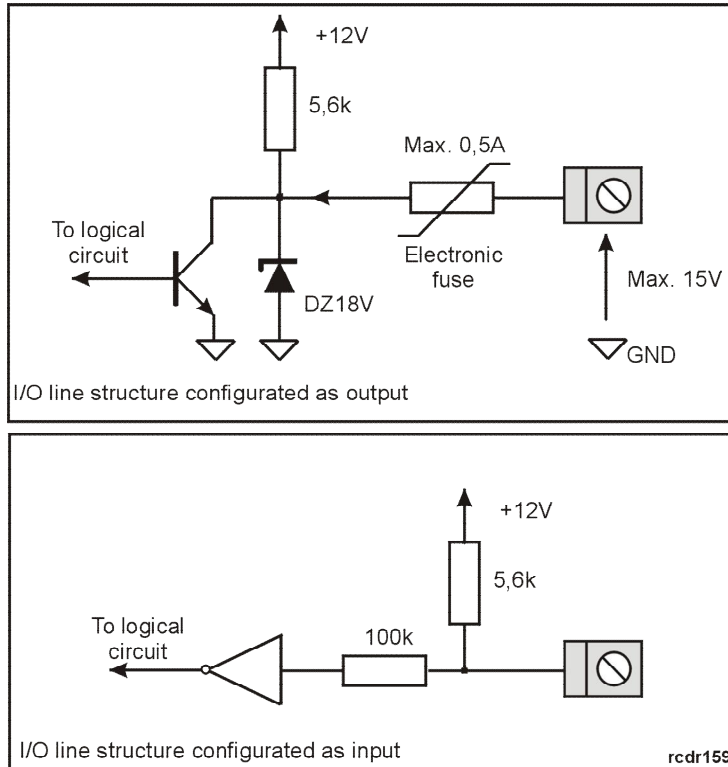 +12V
5,6k
Max. 0,5A
To logical
circuit
Electronic
fuse
DZ18V
Max. 15V
GND
I/O line structure configurated as output
+12V
5,6k
To logical
circuit
100k
I/O line structure configurated as input
rcdr159